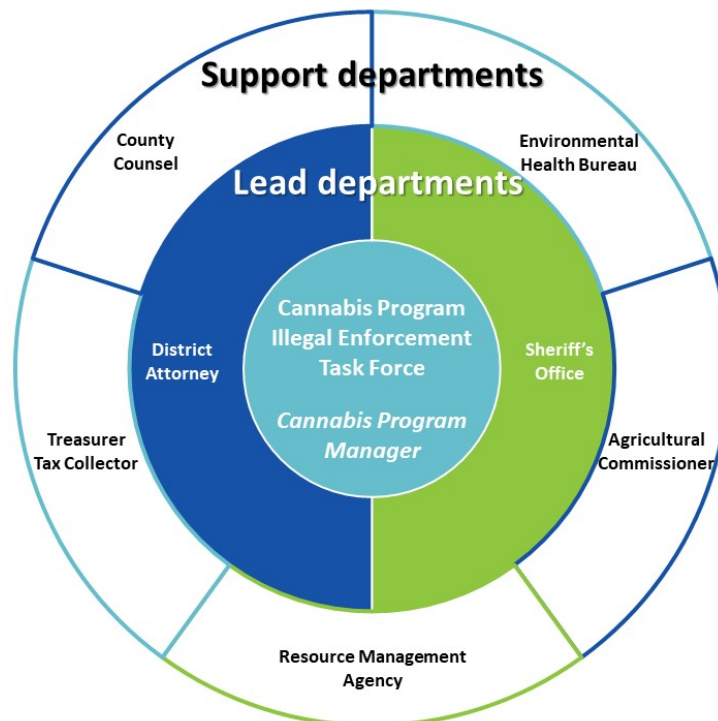 Support departments
County
Counsel
Environmental
Health Bureau
Lead departments
Cannabis Program
Illegal Enforcement
Task Force
Cannabis Program
Manager
District
Attorney
Sheriff's
Office
Treasurer
Tax Collector
Agricultural
Commissioner
Resource Management
Agency